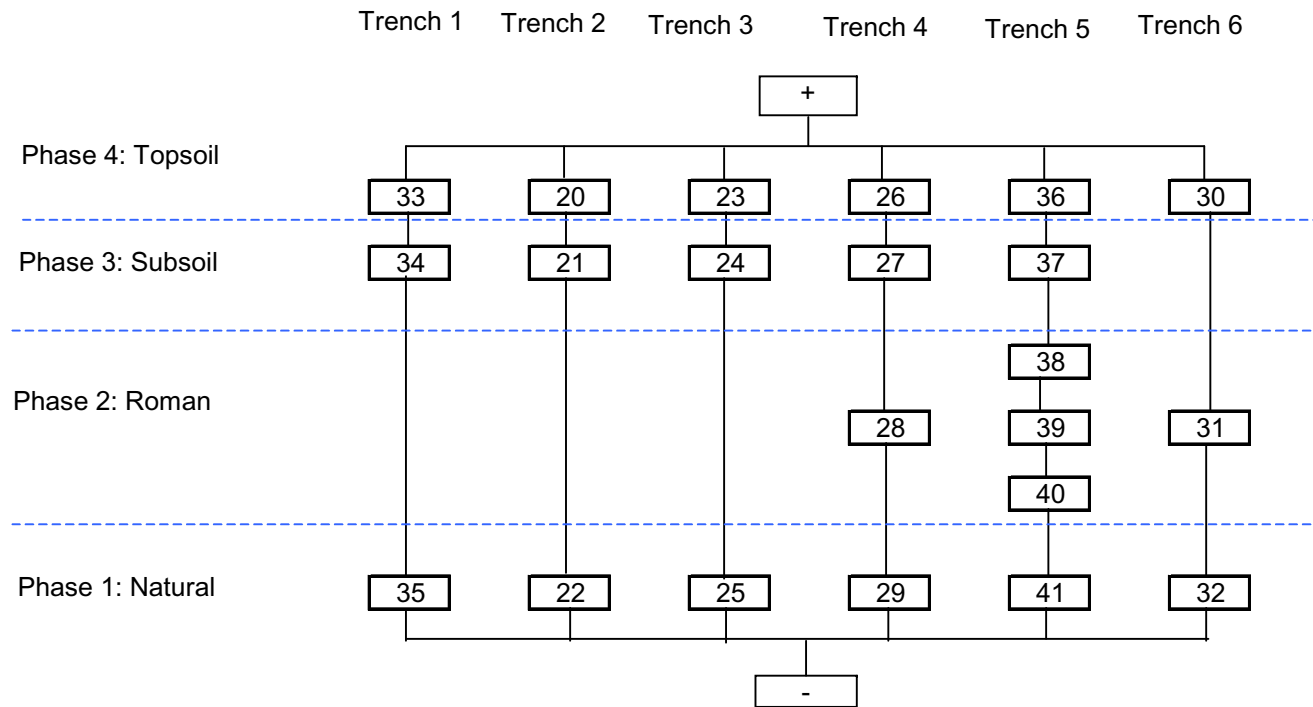 Trench 1 Trench 2 Trench 3 Trench 4 Trench 5 Trench 6
+
Phase 4: Topsoil
33 20 23 26 36 30
Phase 3: Subsoil
34 21 24 27 37
38
Phase 2: Roman
28 39 31
40
Phase 1: Natural
35 22 25 29 41 32
-